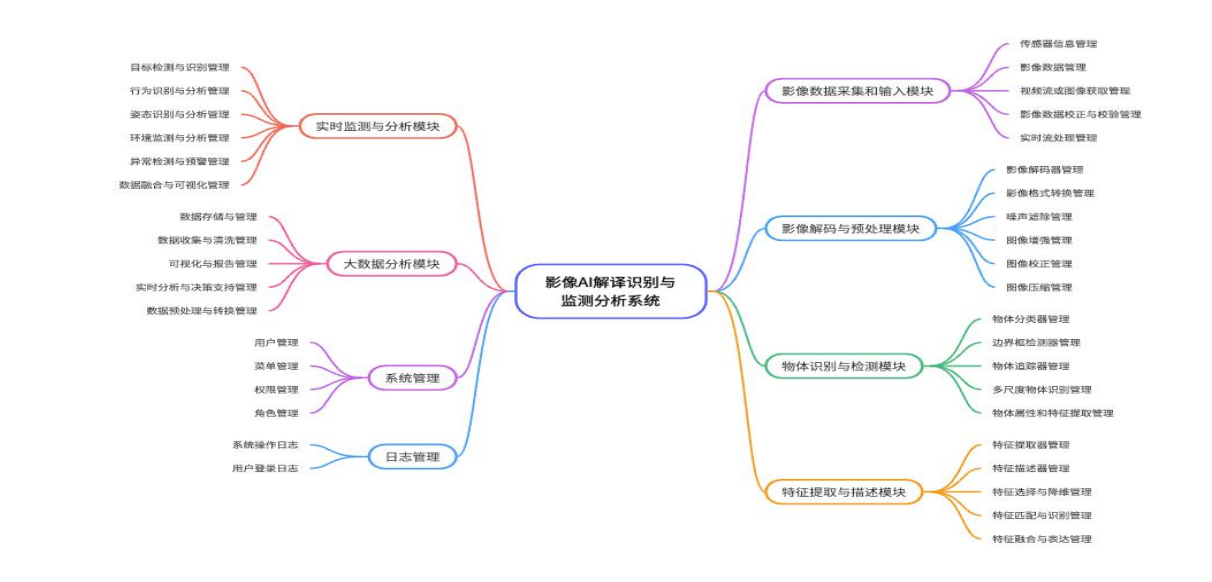 影像AI解译识别与
监测分析系统
影像数据采集和输入模块
传感器信息管理
影像数据管理
视频流或图像获取管理
影像数据校正与校验管理
实时流处理管理
影像解码与预处理模块
影像解码器管理
影像格式转换管理
噪声滤除管理
图像增强管理
图像校正管理
图像压缩管理
物体识别与检测模块
物体分类器管理
边界框检测器管理
物体追踪器管理
多尺度物体识别管理
物体属性和特征提取管理
特征提取与描述模块
特征提取器管理
特征描述器管理
特征选择与降维管理
特征匹配与识别管理
特征融合与表达管理
实时监测与分析模块
目标检测与识别管理
行为识别与分析管理
姿态识别与分析管理
环境监测与分析管理
异常检测与预警管理
数据融合与可视化管理
大数据分析模块
数据存储与管理
数据收集与清洗管理
可视化与报告管理
实时分析与决策支持管理
数据预处理与转换管理
系统管理
用户管理
菜单管理
权限管理
角色管理
日志管理
系统操作日志
用户登录日志